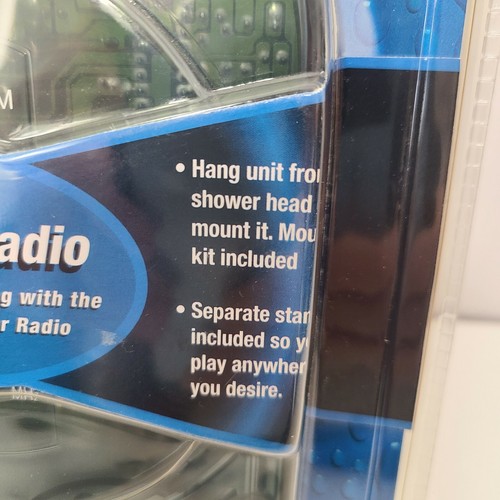 M
• Hang unit fro
shower head
mount it. Mou
kit included
adio
g with the
r Radio
• Separate stan
included so y
play anywher
you desire.